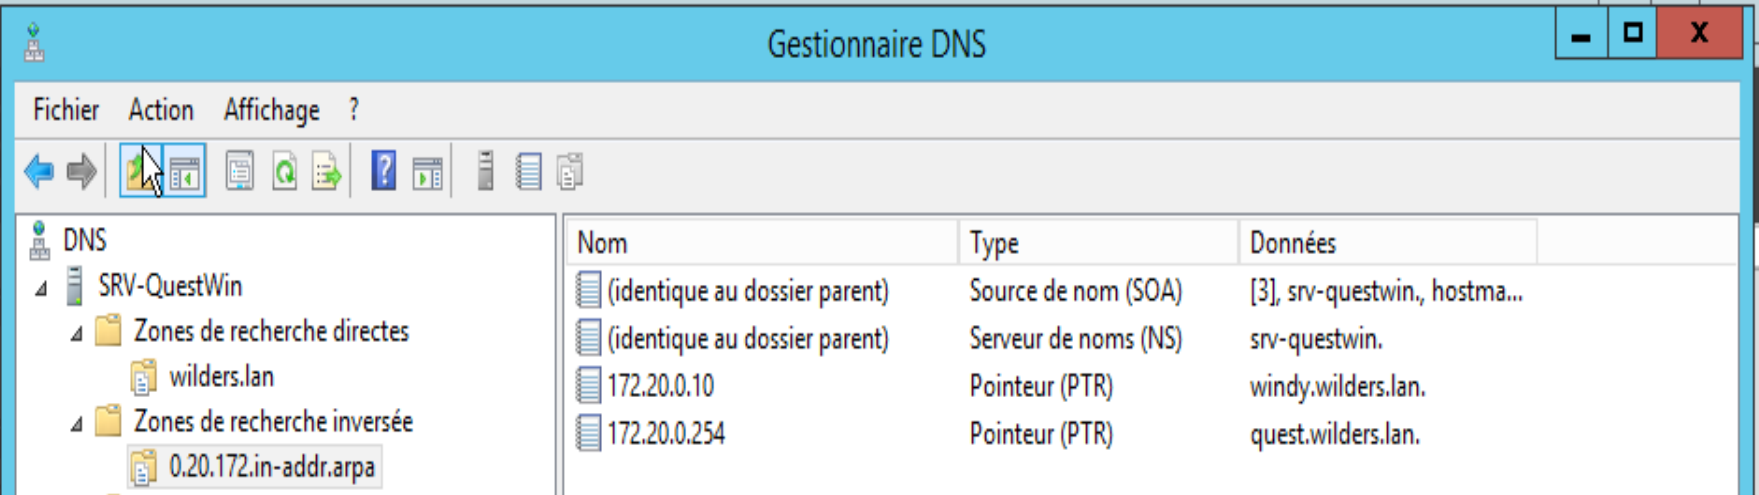 Gestionnaire DNS
Fichier Action Affichage ?
DNS
SRV-QuestWin
Zones de recherche directes
wilders.lan
Zones de recherche inversée
0.20.172.in-addr.arpa
Nom Type Données
(identique au dossier parent) Source de nom (SOA) [3], srv-questwin., hostma...
(identique au dossier parent) Serveur de noms (NS) srv-questwin.
172.20.0.10 Pointeur (PTR) windy.wilders.lan.
172.20.0.254 Pointeur (PTR) quest.wilders.lan.